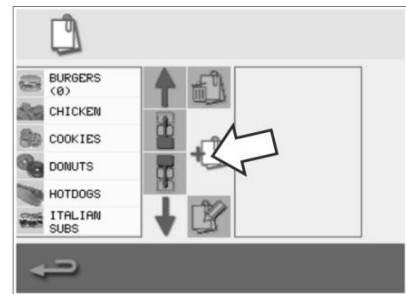 BURGERS
(0)
CHICKEN
COOKIES
DONUTS
HOTDOGS
ITALIAN
SUBS